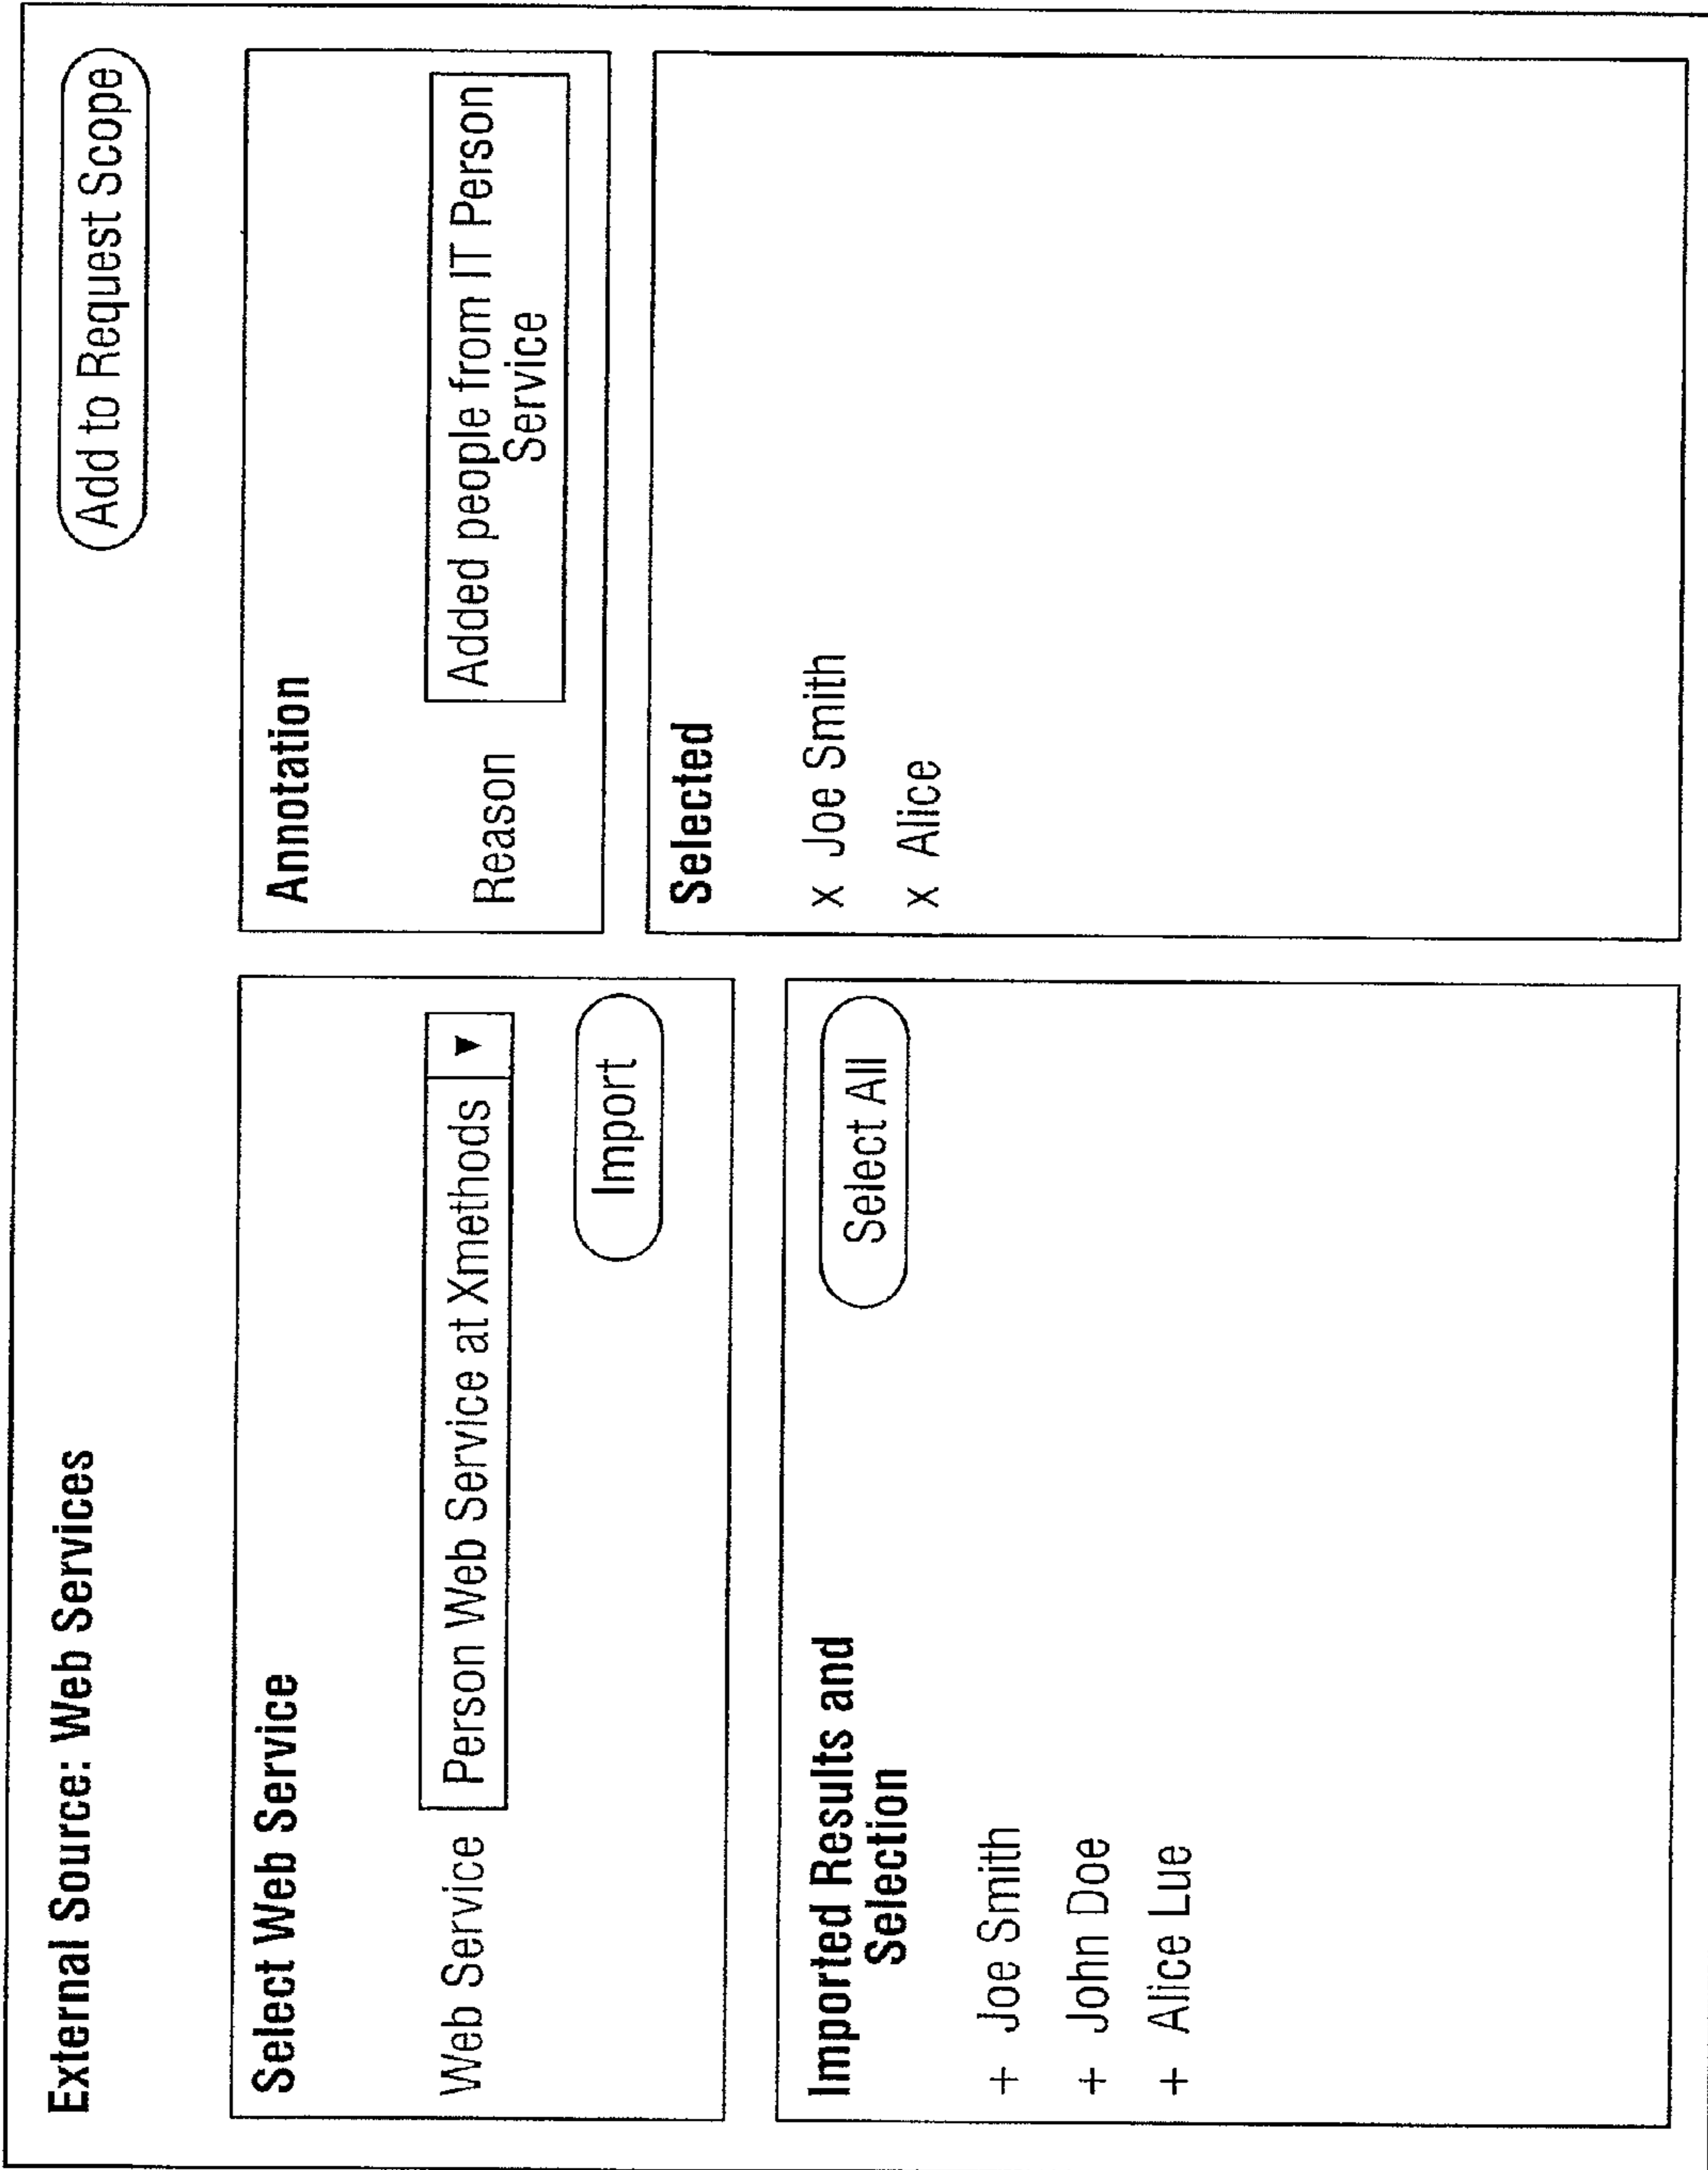 External Source: Web Services
Add to Request Scope
Select Web Service
Web Service Person Web Service at Xmethods
Import
Annotation
Reason
Added people from IT Person
Service
Imported Results and
Selection
Select All
+ Joe Smith
+ John Doe
+ Alice Lue
Selected
x Joe Smith
x Alice